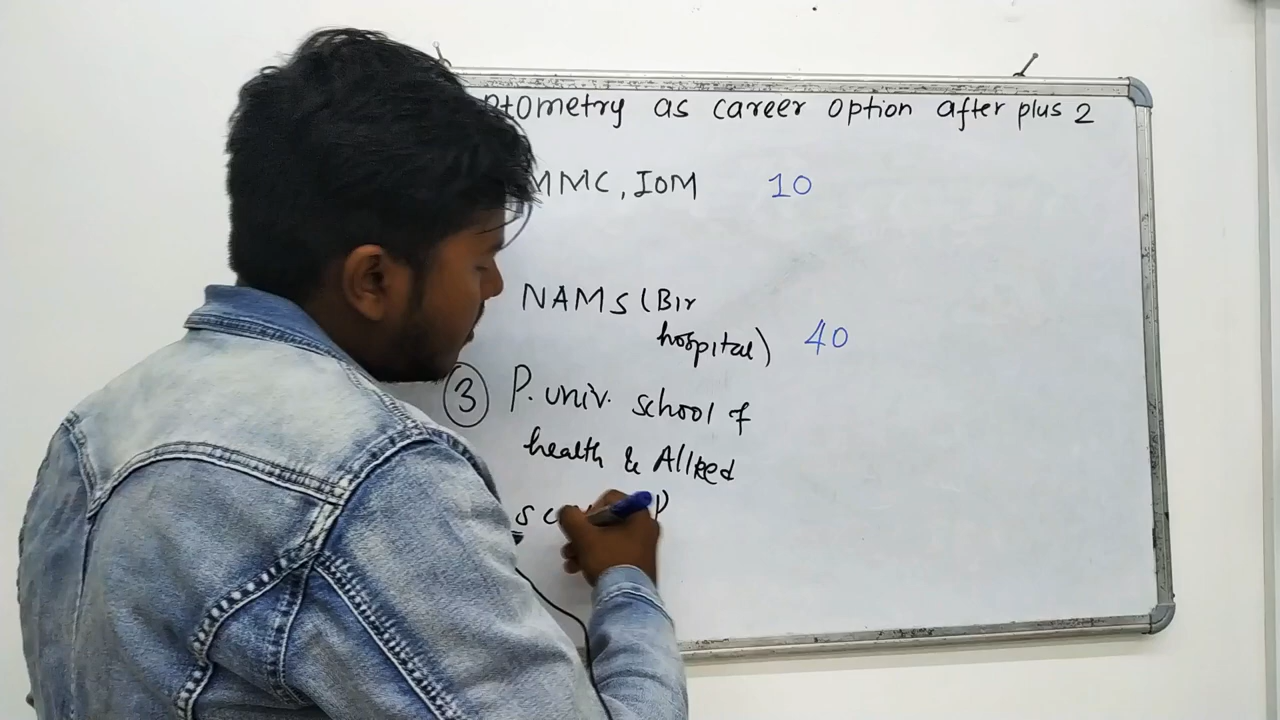 ptometry as career option after plus 2
MMC, IOM 10
NAMS (Bir
hospital) 40
3 P. univ. school of
health & Allied